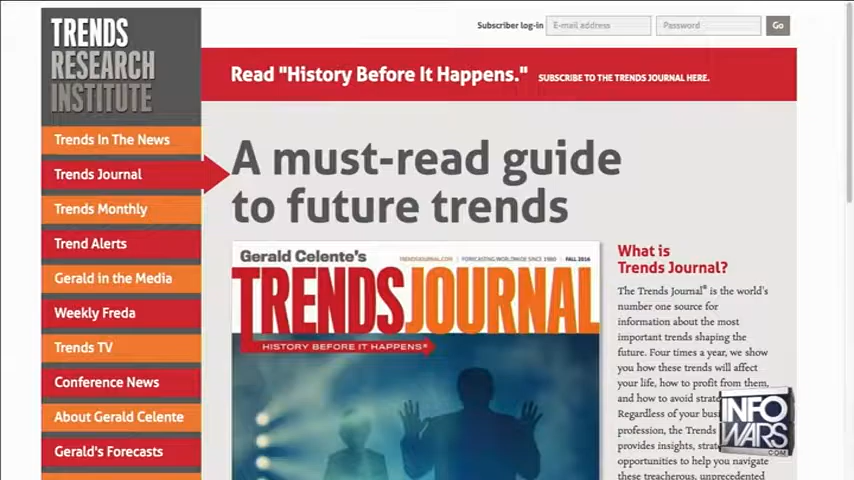 TRENDS
RESEARCH
INSTITUTE
Subscriber log-in E-mail address Password Go
Read "History Before It Happens." SUBSCRIBE TO THE TRENDS JOURNAL HERE.
Trends In The News
Trends Journal
Trends Monthly
Trend Alerts
Gerald in the Media
Weekly Freda
Trends TV
Conference News
About Gerald Celente
Gerald's Forecasts
A must-read guide
to future trends
Gerald Celente's
TRENDSJOURNAL.COM | FORECASTING WORLDWIDE SINCE 1980 | FALL 2016
TRENDSJOURNAL
HISTORY BEFORE IT HAPPENS®
What is
Trends Journal?
The Trends Journal® is the world's
number one source for
information about the most
important trends shaping the
future. Four times a year, we show
you how these trends will affect
your life, how to profit from them,
and how to avoid
Regardless of your
profession, the Trends
provides insights,
opportunities to help you navigate
these treacherous, unprecedented
INFO
WARS
.COM